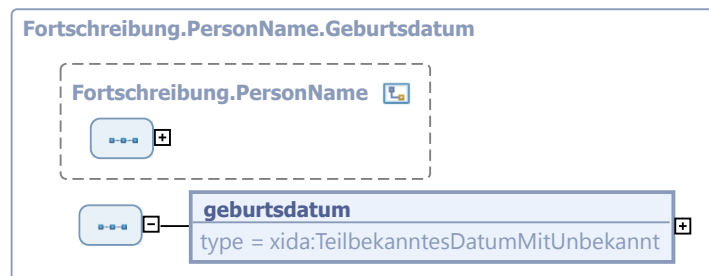 Fortschreibung.PersonName.Geburtsdatum
Fortschreibung.PersonName
geburtsdatum
type = xida:TeilbekanntesDatumMitUnbekannt